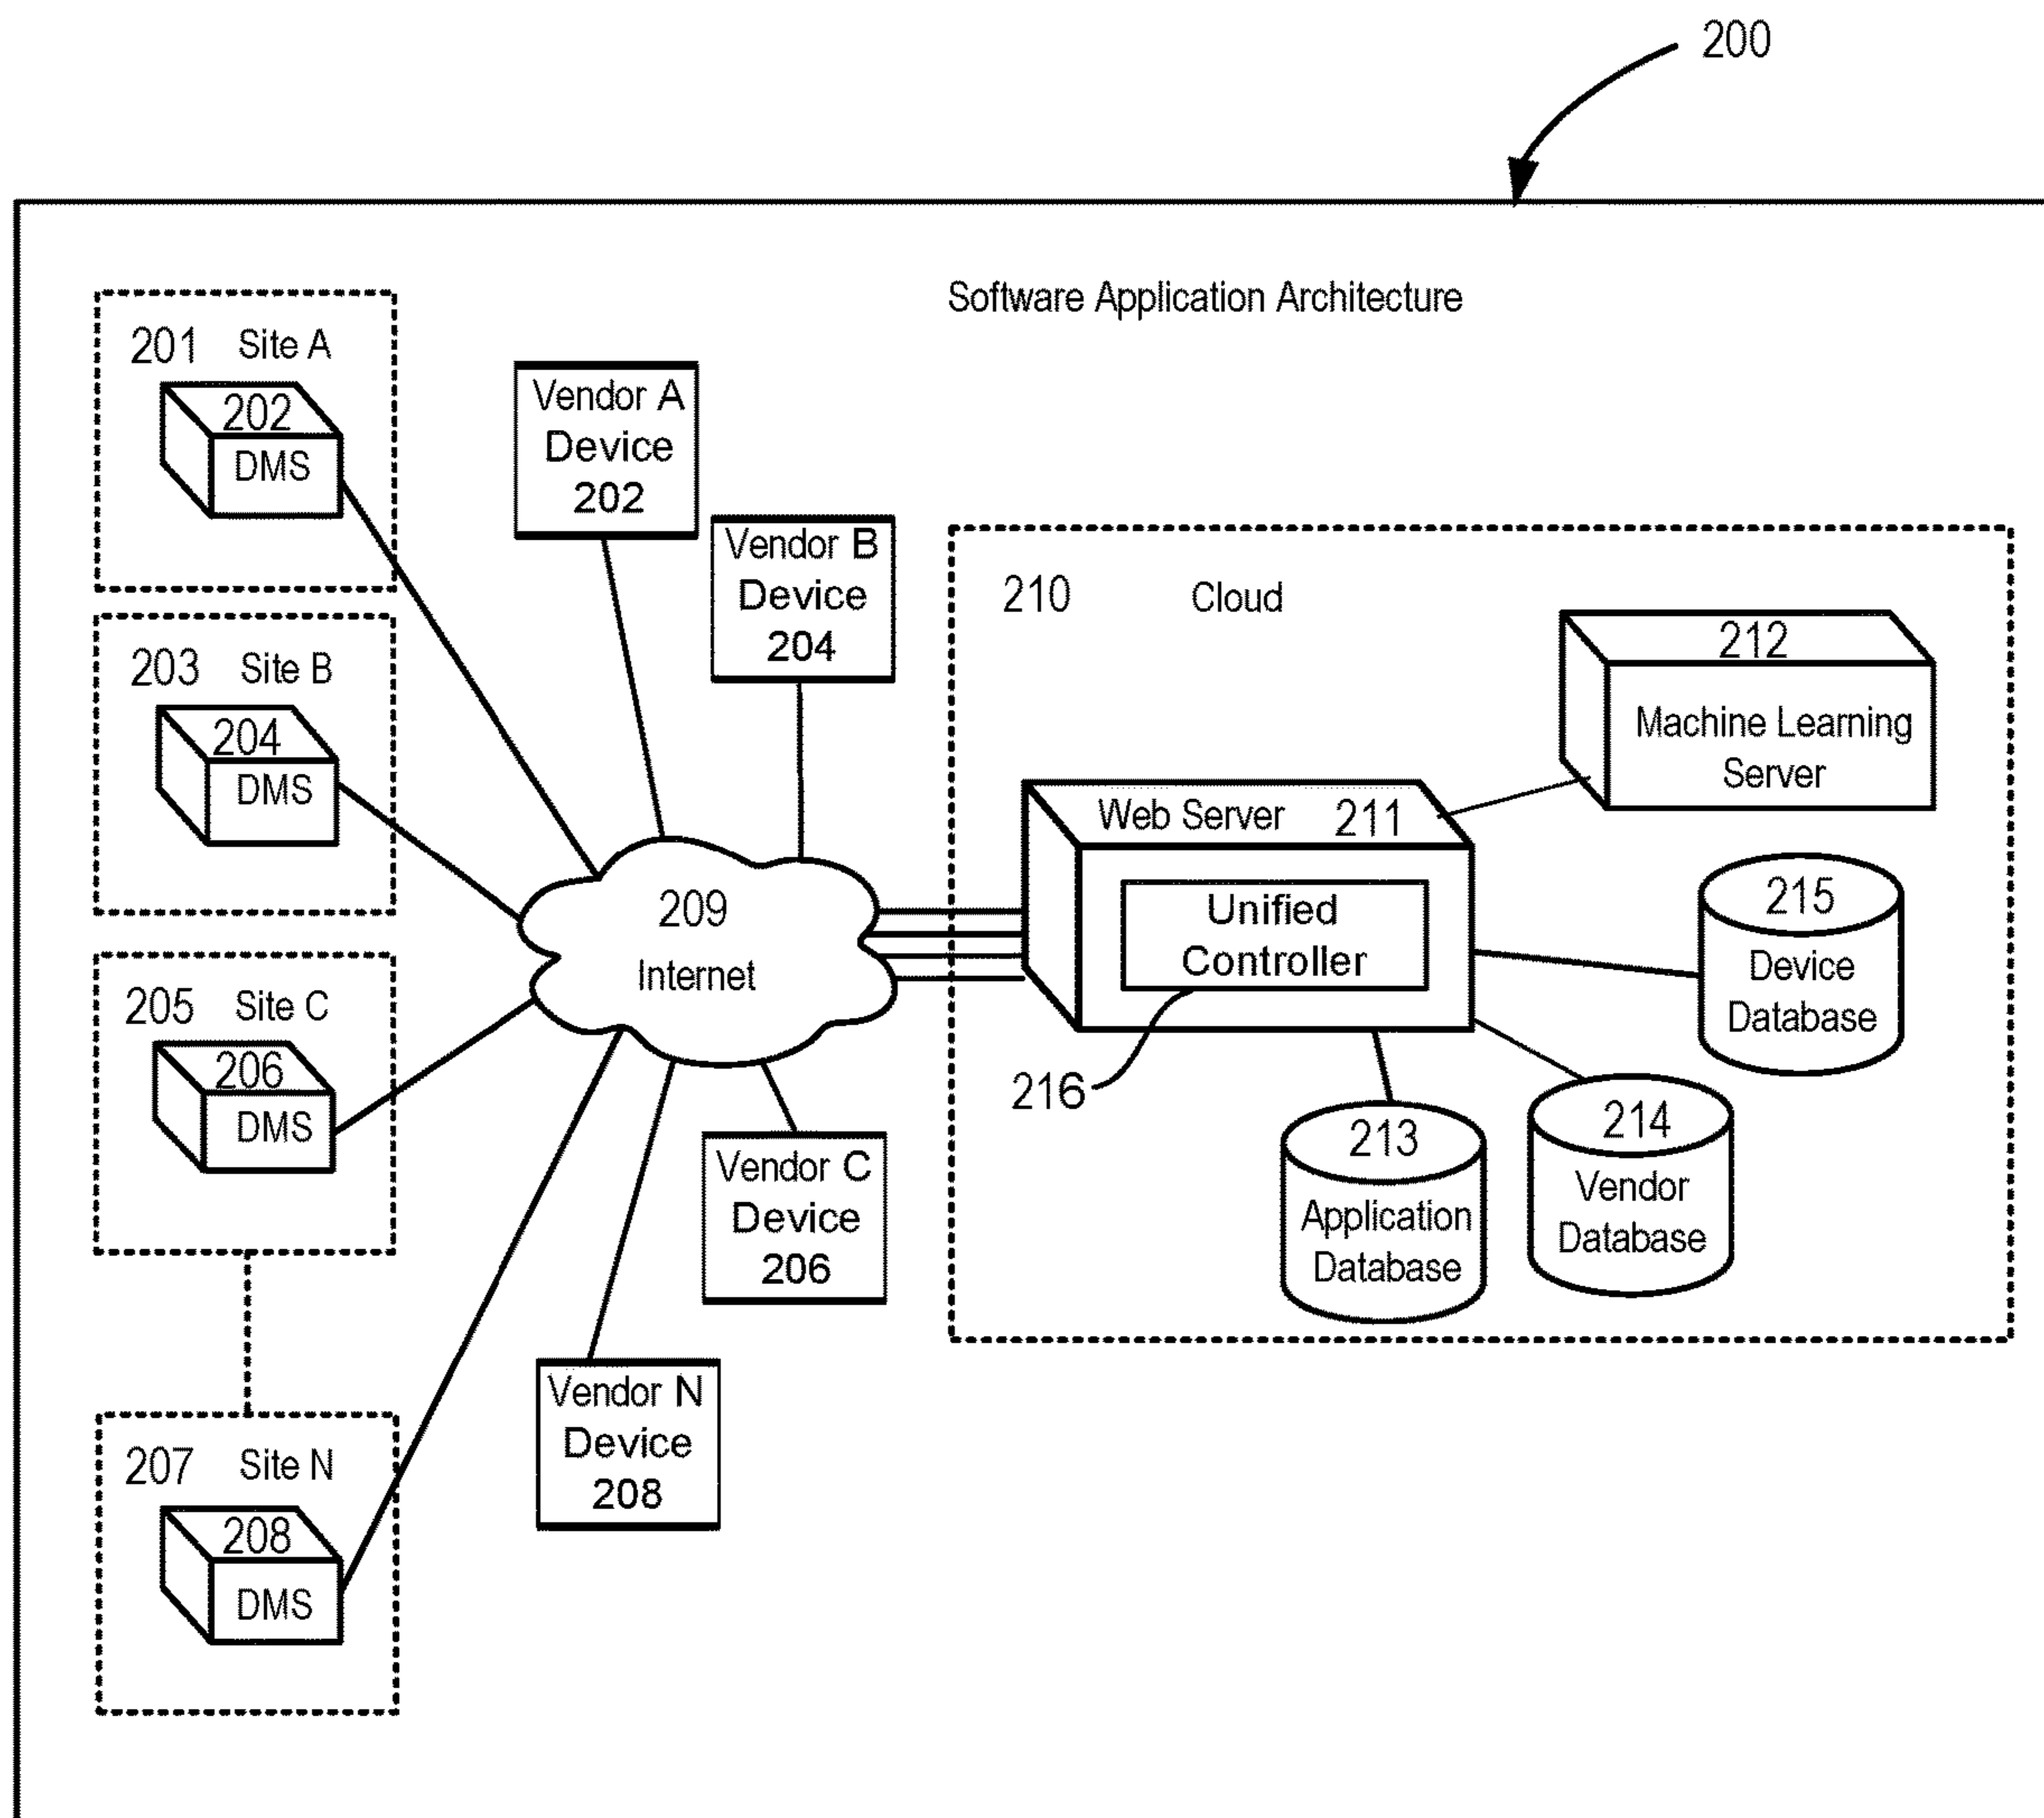 200
Software Application Architecture
201 Site A
202
DMS
203 Site B
204
DMS
205 Site C
206
DMS
207 Site N
208
DMS
Vendor A
Device
202
Vendor B
Device
204
209
Internet
Vendor C
Device
206
Vendor N
Device
208
210 Cloud
212
Machine Learning
Server
Web Server 211
Unified
Controller
216
215
Device
Database
214
Vendor
Database
213
Application
Database